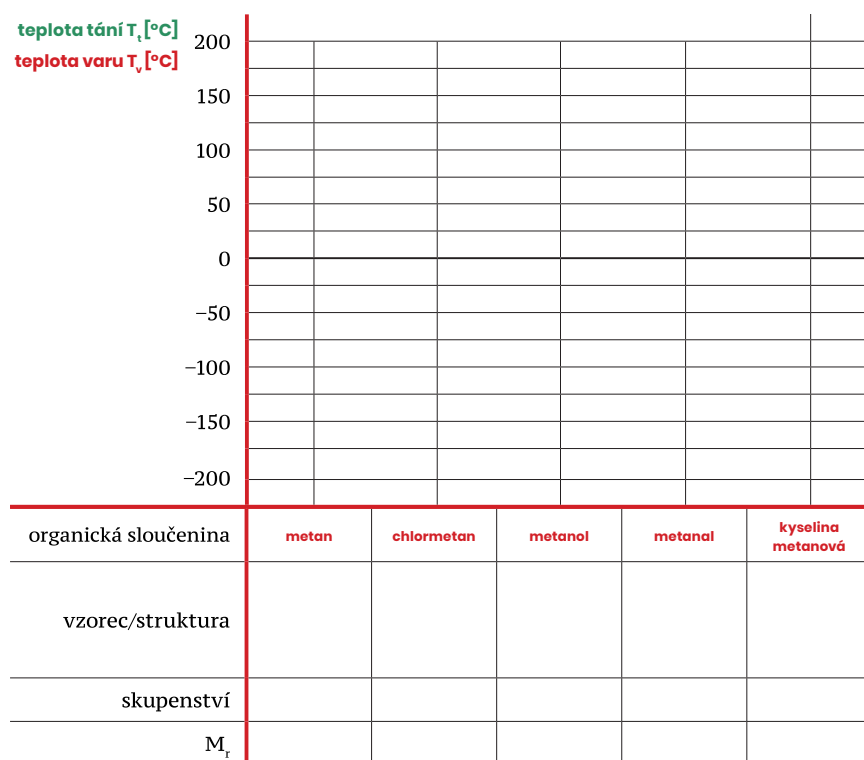 teplota tání Tt [°C]
teplota varu Tv [°C]
200
150
100
50
0
−50
−100
−150
−200
organická sloučenina
metan
chlormetan
metanol
metanal
kyselina
metanová
vzorec/struktura
skupenství
Mr